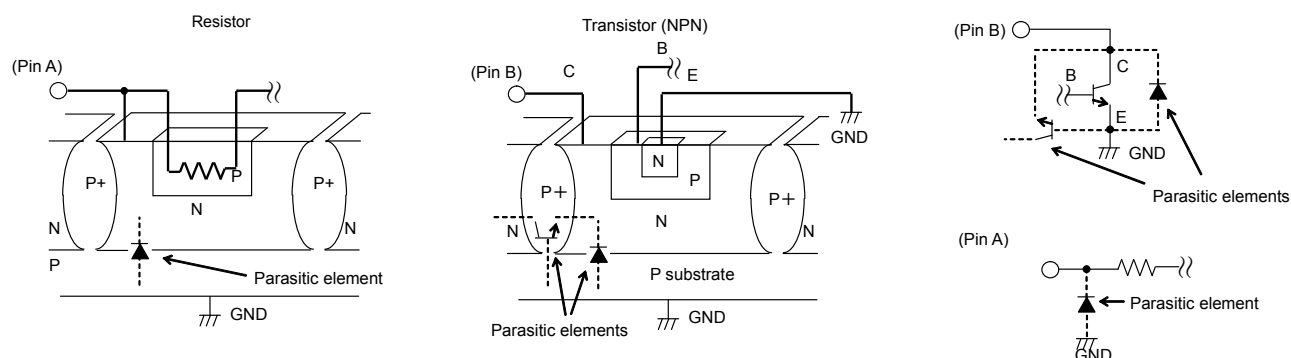 Resistor
(Pin A)
P+
P
P+
N
N
N
P
Parasitic element
GND
Transistor (NPN)
(Pin B)
C
B
E
GND
N
P
P+
P+
N
N
N
P substrate
Parasitic elements
GND
(Pin B)
C
B
E
GND
Parasitic elements
(Pin A)
Parasitic element
GND